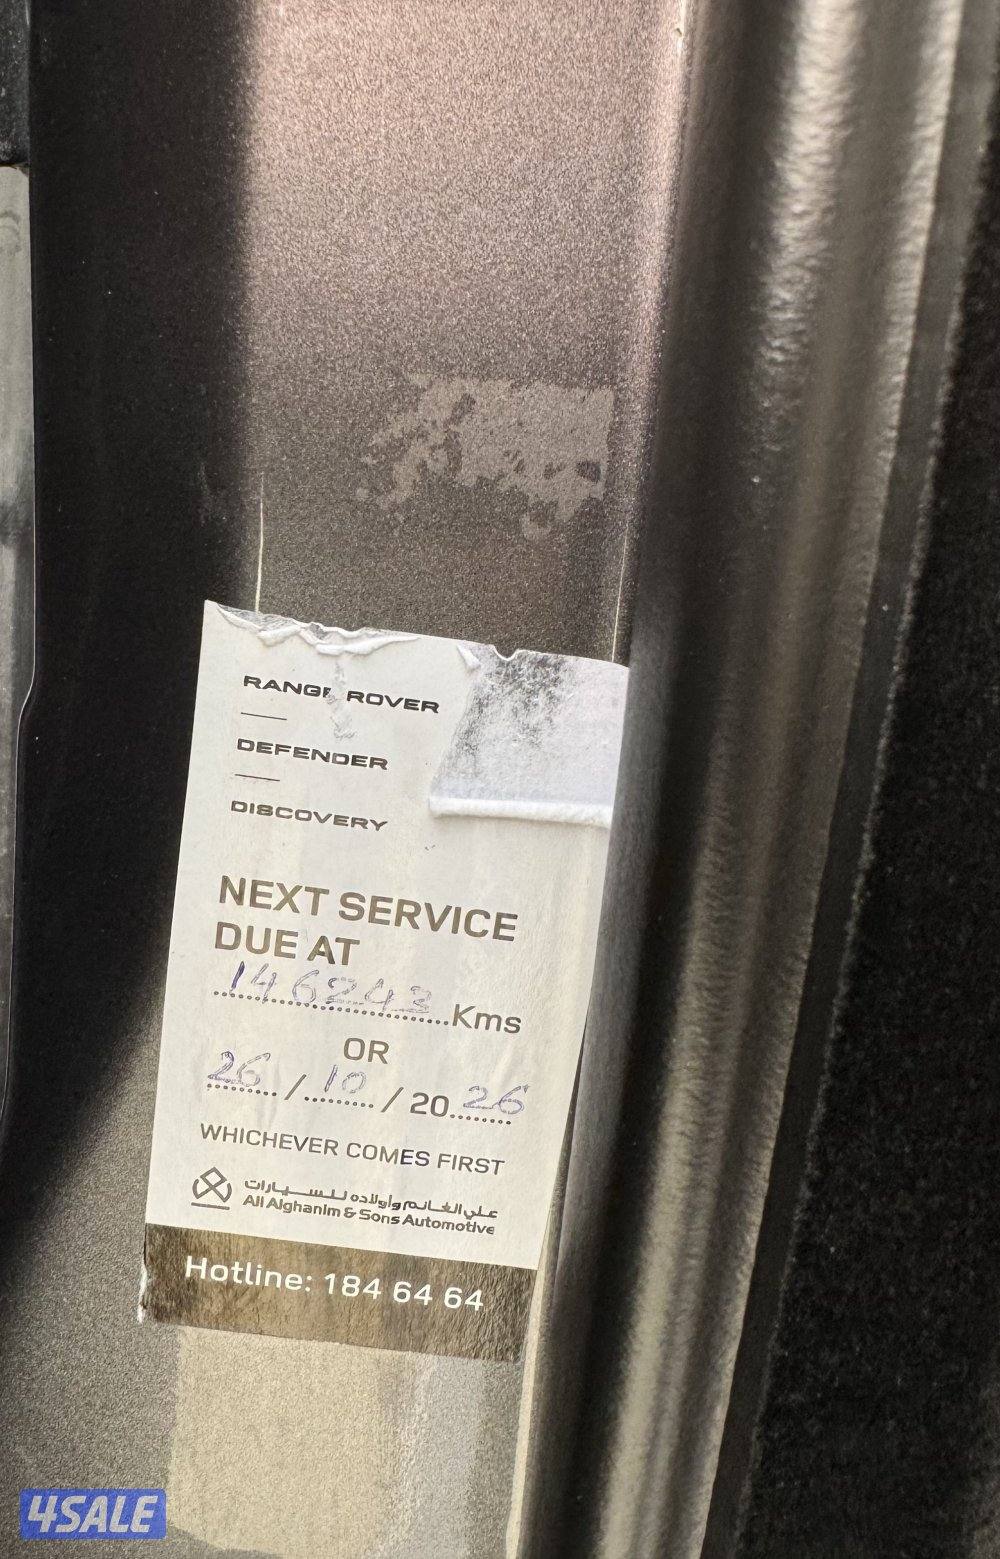 RANGE ROVER
DEFENDER
DISCOVERY
NEXT SERVICE
DUE AT
146243 Kms
OR
26 / 10 / 2026
WHICHEVER COMES FIRST
علي الغانم وأولاده للسيارات
Ali Alghanim & Sons Automotive
Hotline: 184 64 64
4SALE